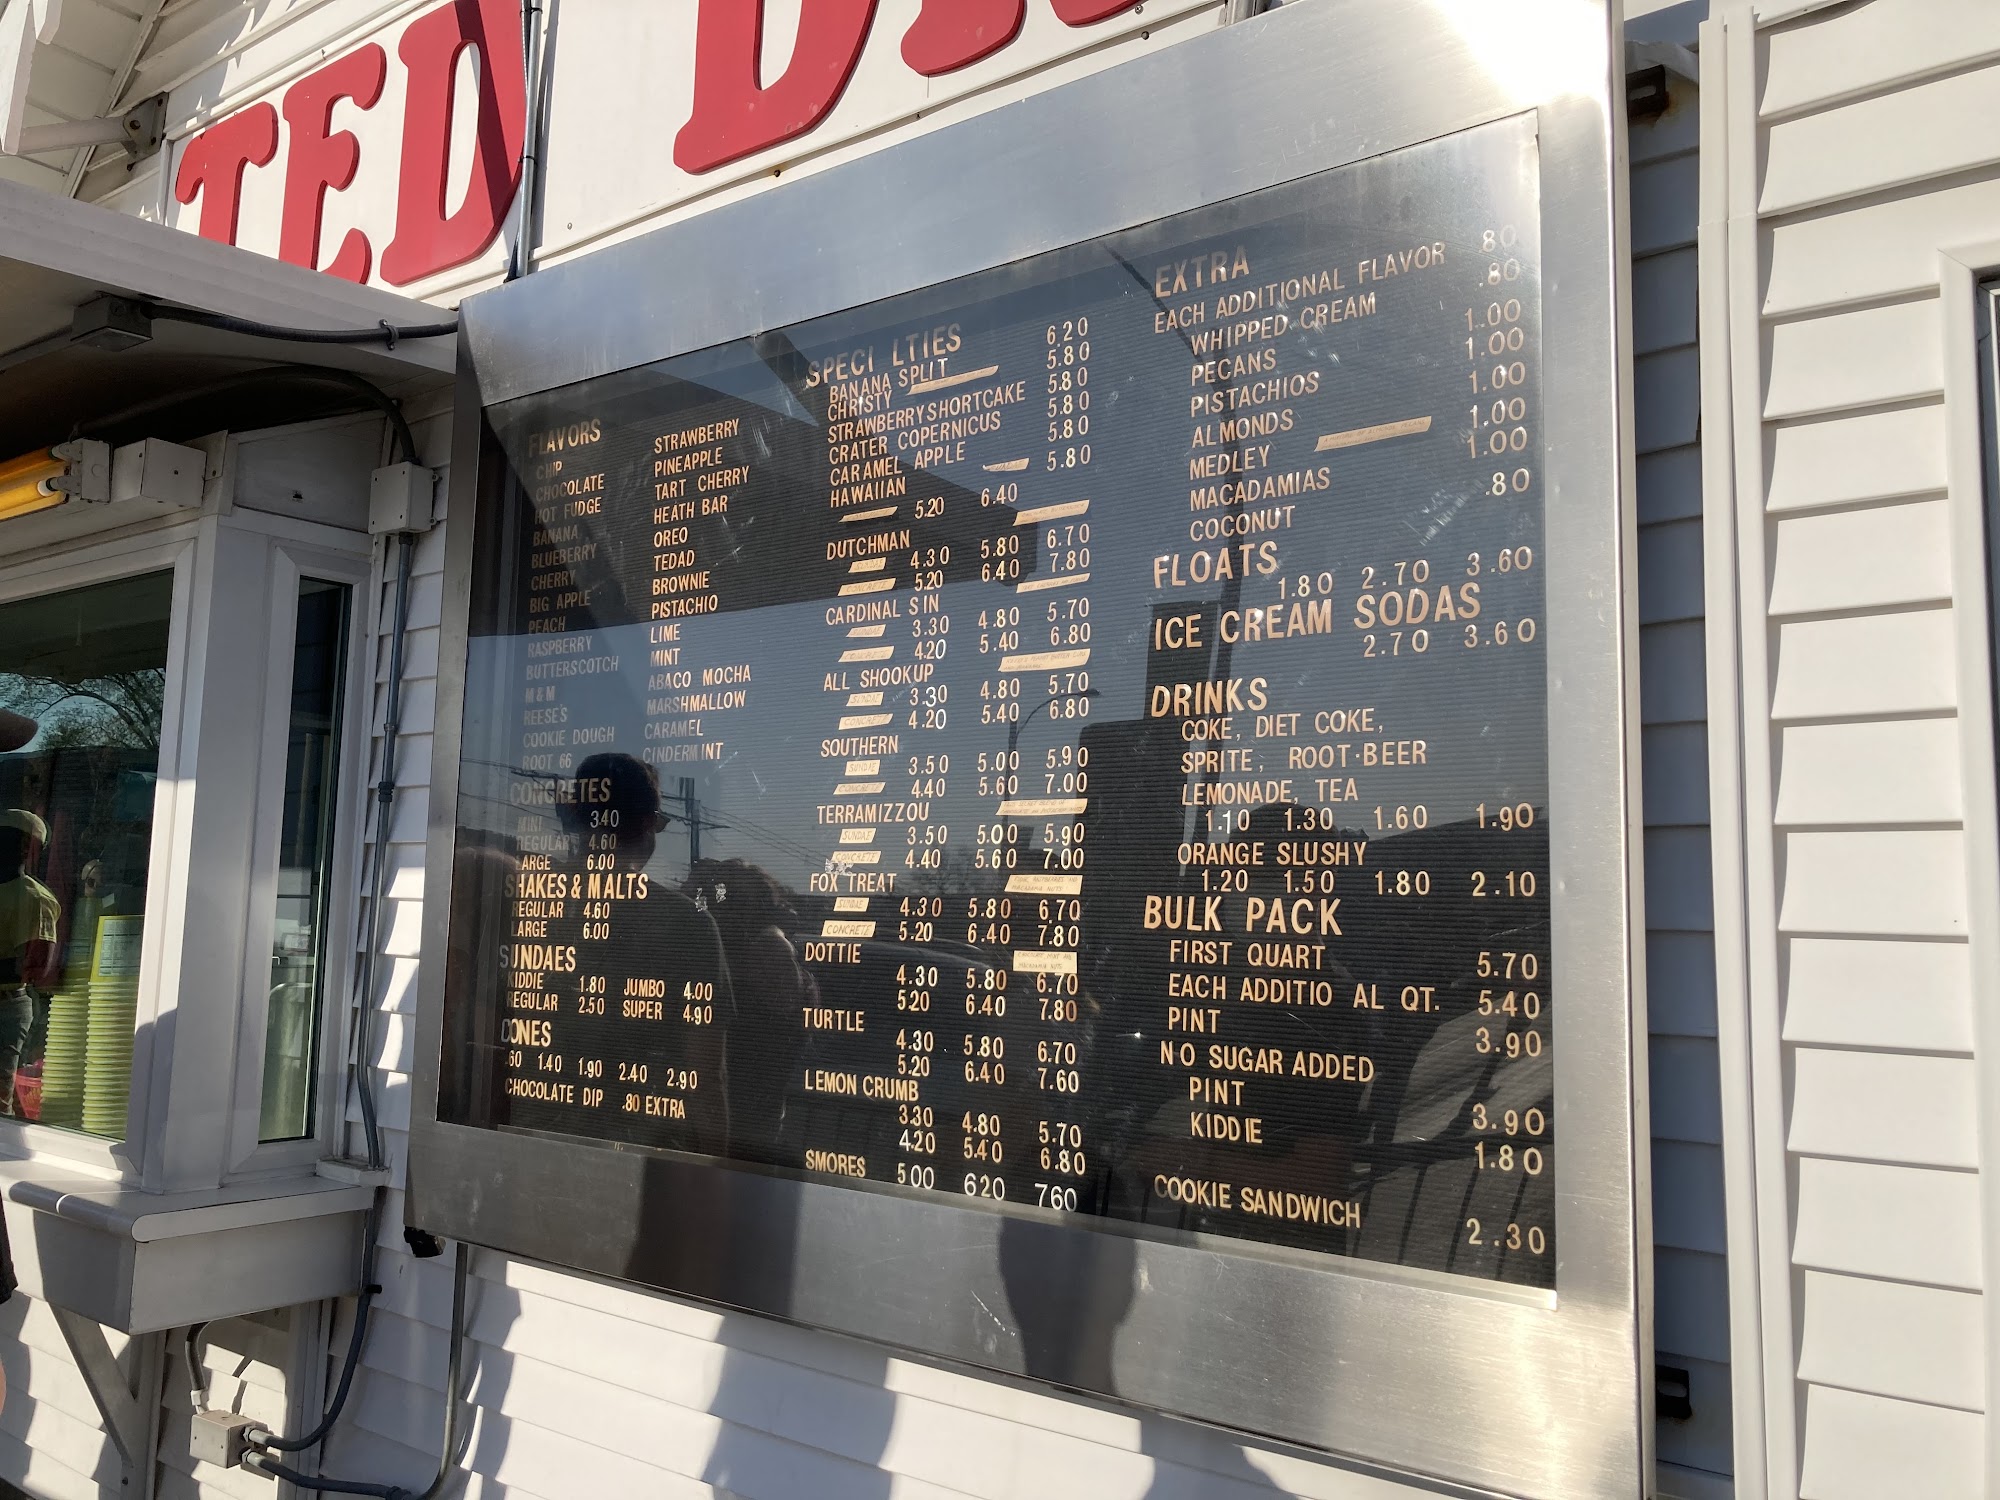 TED DR
FLAVORS
CHIP
CHOCOLATE
HOT FUDGE
BANANA
BLUEBERRY
CHERRY
BIG APPLE
PEACH
RASPBERRY
BUTTERSCOTCH
M&M
REESE'S
COOKIE DOUGH
ROOT 66
STRAWBERRY
PINEAPPLE
TART CHERRY
HEATH BAR
OREO
TEDAD
BROWNIE
PISTACHIO
LIME
MINT
ABACO MOCHA
MARSHMALLOW
CARAMEL
CINDERMINT
CONCRETES
MINI 3.40
REGULAR 4.60
LARGE 6.00
SHAKES & MALTS
REGULAR 4.60
LARGE 6.00
SUNDAES
KIDDIE 1.80 JUMBO 4.00
REGULAR 2.50 SUPER 4.90
CONES
.60 1.40 1.90 2.40 2.90
CHOCOLATE DIP .80 EXTRA
SPECI LTIES
BANANA SPLIT 6.20
CHRISTY 5.80
STRAWBERRY SHORTCAKE 5.80
CRATER COPERNICUS 5.80
CARAMEL APPLE 5.80
HAWAIIAN 5.80
5.20 6.40
DUTCHMAN
SUNDAE 4.30 5.80 6.70
CONCRETE 5.20 6.40 7.80
CARDINAL SIN
SUNDAE 3.30 4.80 5.70
CONCRETE 4.20 5.40 6.80
ALL SHOOKUP
SUNDAE 3.30 4.80 5.70
CONCRETE 4.20 5.40 6.80
SOUTHERN
SUNDAE 3.50 5.00 5.90
CONCRETE 4.40 5.60 7.00
TERRAMIZZOU
SUNDAE 3.50 5.00 5.90
CONCRETE 4.40 5.60 7.00
FOX TREAT
SUNDAE 4.30 5.80 6.70
CONCRETE 5.20 6.40 7.80
DOTTIE
4.30 5.80 6.70
5.20 6.40 7.80
TURTLE
4.30 5.80 6.70
5.20 6.40 7.60
LEMON CRUMB
3.30 4.80 5.70
4.20 5.40 6.80
SMORES 5 00 6 20 7 60
EXTRA
EACH ADDITIONAL FLAVOR 80
WHIPPED CREAM .80
PECANS 1.00
PISTACHIOS 1.00
ALMONDS 1.00
MEDLEY 1.00
MACADAMIAS 1.00
COCONUT .80
FLOATS
1.80 2.70 3.60
ICE CREAM SODAS
2.70 3.60
DRINKS
COKE, DIET COKE,
SPRITE, ROOT-BEER
LEMONADE, TEA
1.10 1.30 1.60 1.90
ORANGE SLUSHY
1.20 1.50 1.80 2.10
BULK PACK
FIRST QUART 5.70
EACH ADDITIO AL QT. 5.40
PINT 3.90
NO SUGAR ADDED
PINT 3.90
KIDDIE 1.80
COOKIE SANDWICH
2.30